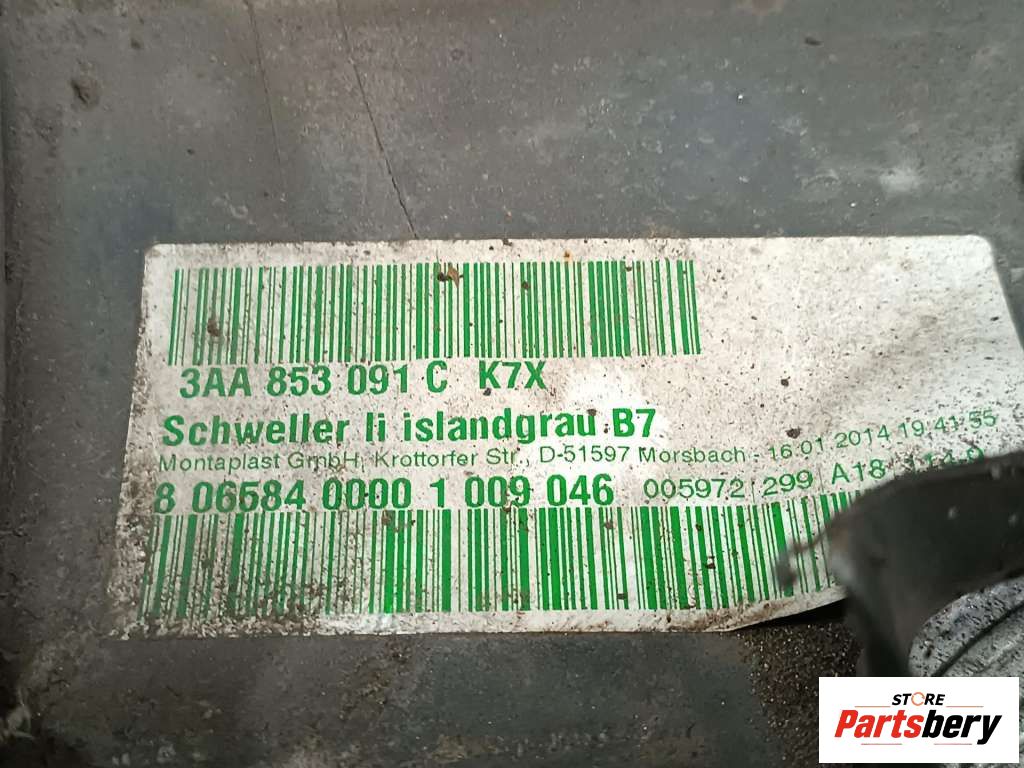 3AA 853 091 C K7X
Schweller li islandgrau B7
Montaplast GmbH, Krottorfer Str., D-51597 Morsbach - 16.01.2014 19:41:55
8 06584 0000 1 009 046 005972 299 A18
STORE
Partsbery